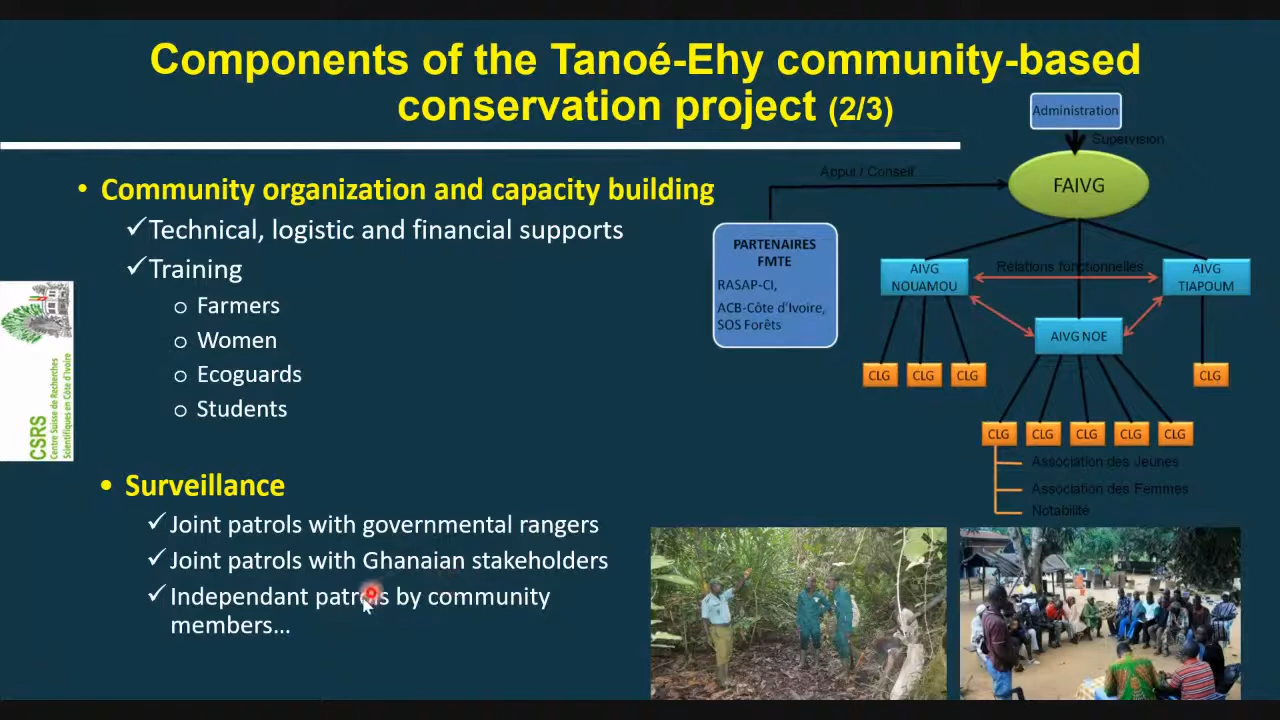 Components of the Tanoé-Ehy community-based
conservation project (2/3)
• Community organization and capacity building
✓Technical, logistic and financial supports
✓Training
o Farmers
o Women
o Ecoguards
o Students
• Surveillance
✓Joint patrols with governmental rangers
✓Joint patrols with Ghanaian stakeholders
✓Independant patrols by community
members...
CSRS
Centre Suisse de Recherches
Scientifiques en Côte d'Ivoire
Administration
Supervision
FAIVG
Appui / Conseil
PARTENAIRES
FMTE
RASAP-CI,
ACB-Côte d'Ivoire,
SOS Forêts
AIVG
NOUAMOU
Relations fonctionnelles
AIVG
TIAPOUM
AIVG NOE
CLG
CLG
CLG
CLG
CLG
CLG
CLG
CLG
CLG
Association des Jeunes
Association des Femmes
Notabilité